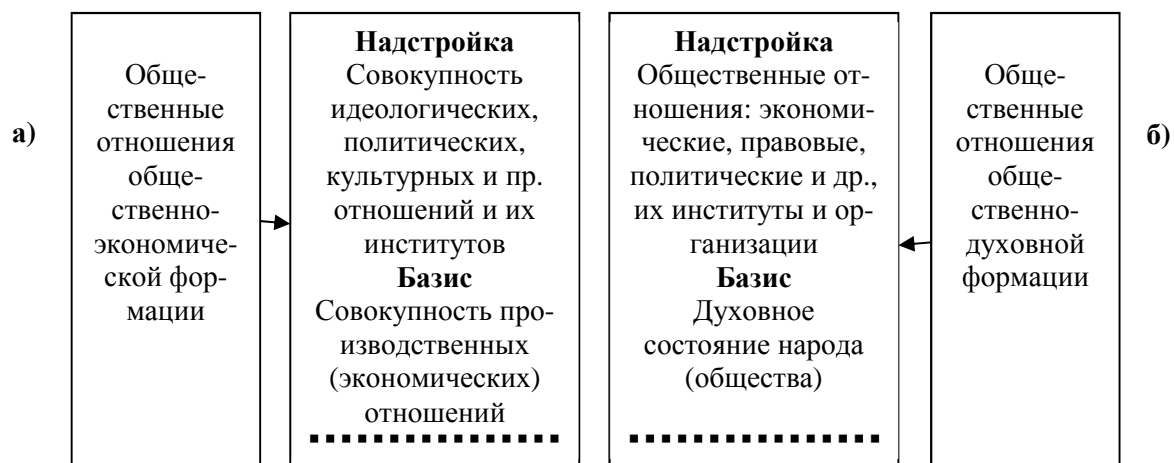 а)
Обще-
ственные
отношения
обще-
ственно-
экономиче-
ской фор-
мации
Надстройка
Совокупность
идеологических,
политических,
культурных и пр.
отношений и их
институтов
Базис
Совокупность про-
изводственных
(экономических)
отношений
Надстройка
Общественные от-
ношения: экономи-
ческие, правовые,
политические и др.,
их институты и ор-
ганизации
Базис
Духовное
состояние народа
(общества)
Обще-
ственные
отношения
обще-
ственно-
духовной
формации
б)